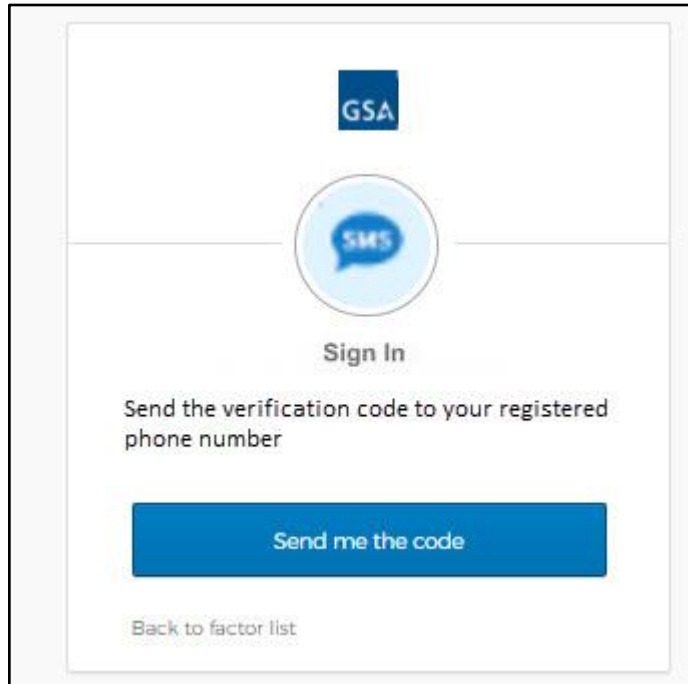 GSA
SMS
Sign In
Send the verification code to your registered
phone number
Send me the code
Back to factor list